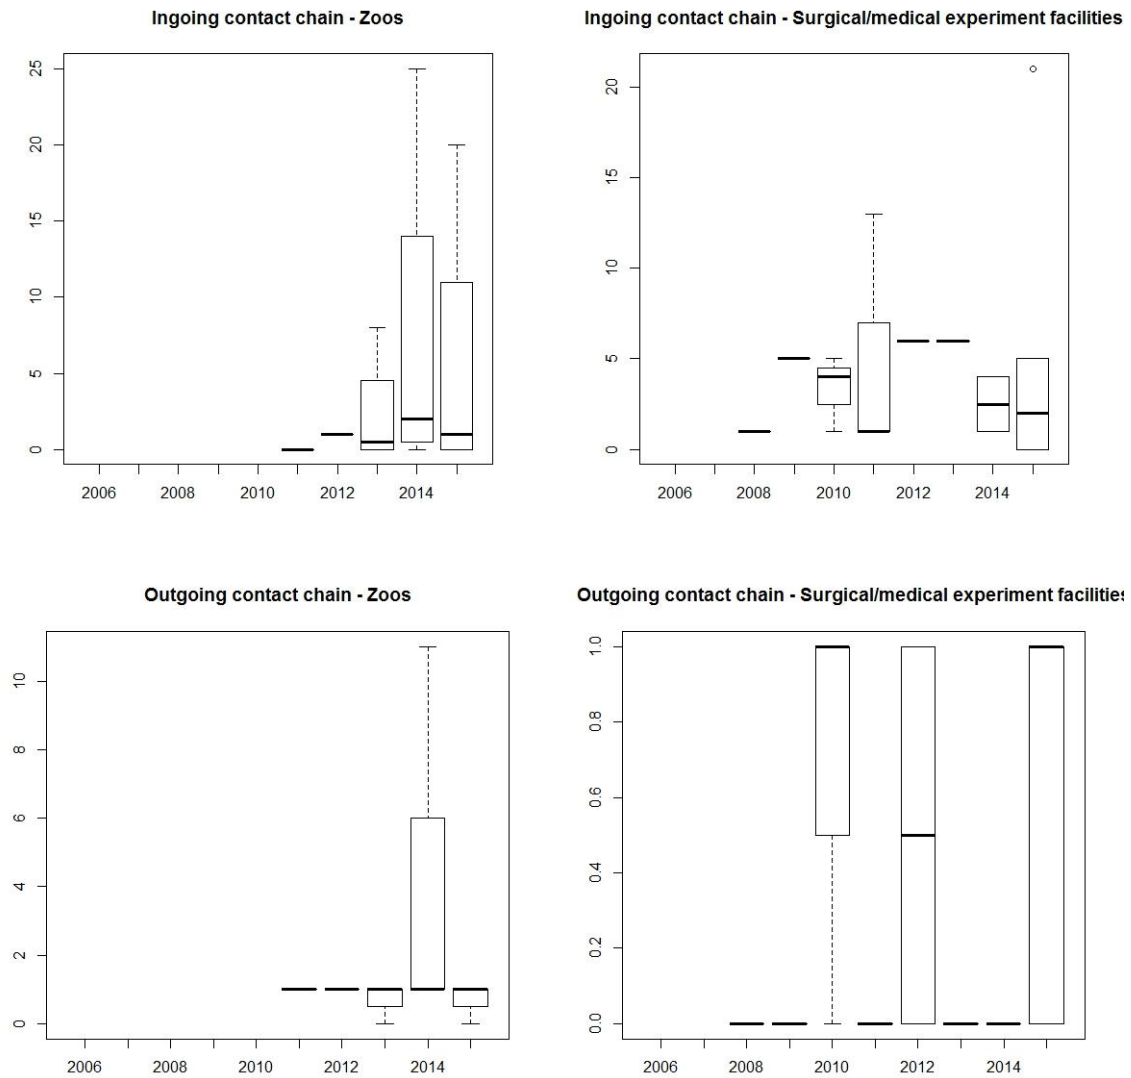 Ingoing contact chain - Zoos
25
20
15
10
5
0
2006 2008 2010 2012 2014
Ingoing contact chain - Surgical/medical experiment facilities
20
15
10
5
0
2006 2008 2010 2012 2014
Outgoing contact chain - Zoos
10
8
6
4
2
0
2006 2008 2010 2012 2014
Outgoing contact chain - Surgical/medical experiment facilities
1.0
0.8
0.6
0.4
0.2
0.0
2006 2008 2010 2012 2014